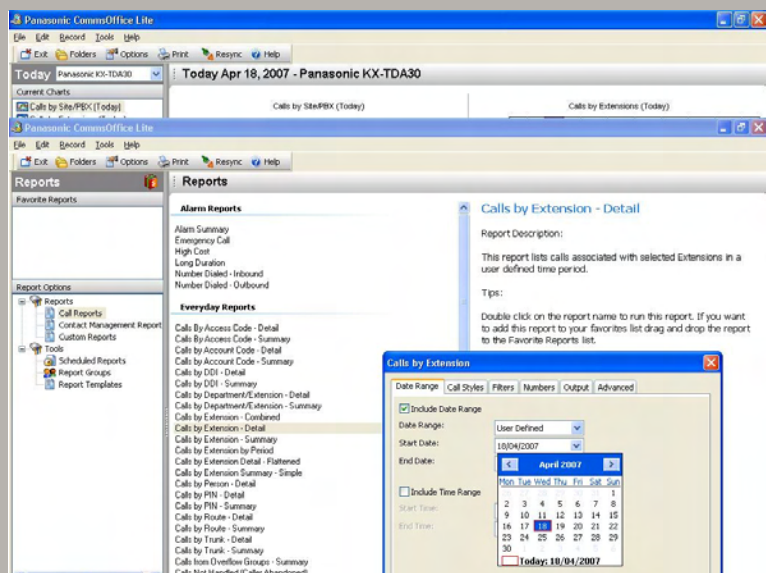 Panasonic CommsOffice Lite
File Edit Record Tools Help
Exit Folders Options Print Resync Help
Today Panasonic KX-TDA30
Today Apr 18, 2007 - Panasonic KX-TDA30
Current Charts
Calls by Site/PBX (Today)
Calls by Site/PBX (Today)
Calls by Extensions (Today)
Panasonic CommsOffice Lite
File Edit Record Tools Help
Exit Folders Options Print Resync Help
Reports
Favorite Reports
Report Options
Reports
Call Reports
Contact Management Report
Custom Reports
Tools
Scheduled Reports
Report Groups
Report Templates
Reports
Alarm Reports
Alarm Summary
Emergency Call
High Cost
Long Duration
Number Dialed - Inbound
Number Dialed - Outbound
Everyday Reports
Calls By Access Code - Detail
Calls By Access Code - Summary
Calls by Account Code - Detail
Calls by Account Code - Summary
Calls by DDI - Detail
Calls by DDI - Summary
Calls by Department/Extension - Detail
Calls by Department/Extension - Summary
Calls by Extension - Combined
Calls by Extension - Detail
Calls by Extension - Summary
Calls by Extension by Period
Calls by Extension Detail - Flattened
Calls by Extension Summary - Simple
Calls by Person - Detail
Calls by PIN - Detail
Calls by PIN - Summary
Calls by Route - Detail
Calls by Route - Summary
Calls by Trunk - Detail
Calls by Trunk - Summary
Calls from Overflow Groups - Summary
Calls Not Handled (Caller Abandoned)
Calls by Extension - Detail
Report Description:
This report lists calls associated with selected Extensions in a
user defined time period.
Tips:
Double click on the report name to run this report. If you want
to add this report to your favorites list drag and drop the report
to the Favorite Reports list.
Calls by Extension
Date Range Call Styles Filters Numbers Output Advanced
Include Date Range
Date Range: User Defined
Start Date: 18/04/2007
End Date:
Include Time Range
Start Time:
End Time:
April 2007
Mon Tue Wed Thu Fri Sat Sun
1
2 3 4 5 6 7 8
9 10 11 12 13 14 15
16 17 18 19 20 21 22
23 24 25 26 27 28 29
30
Today: 18/04/2007